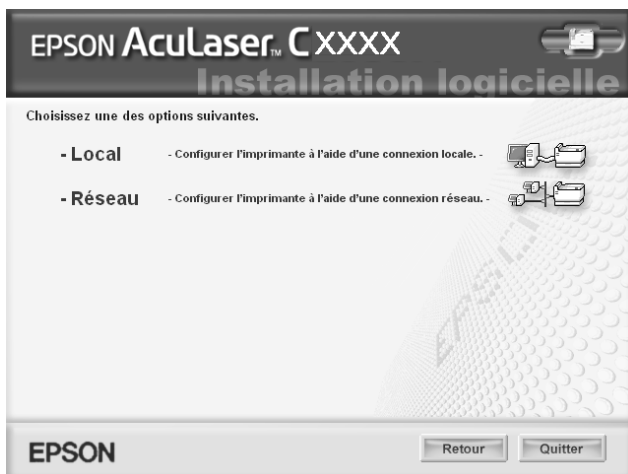 EPSON AcuLaser™ CXXXX
Installation logicielle
Choisissez une des options suivantes.
- Local - Configurer l'imprimante à l'aide d'une connexion locale. -
- Réseau - Configurer l'imprimante à l'aide d'une connexion réseau. -
EPSON
EPSON Retour Quitter